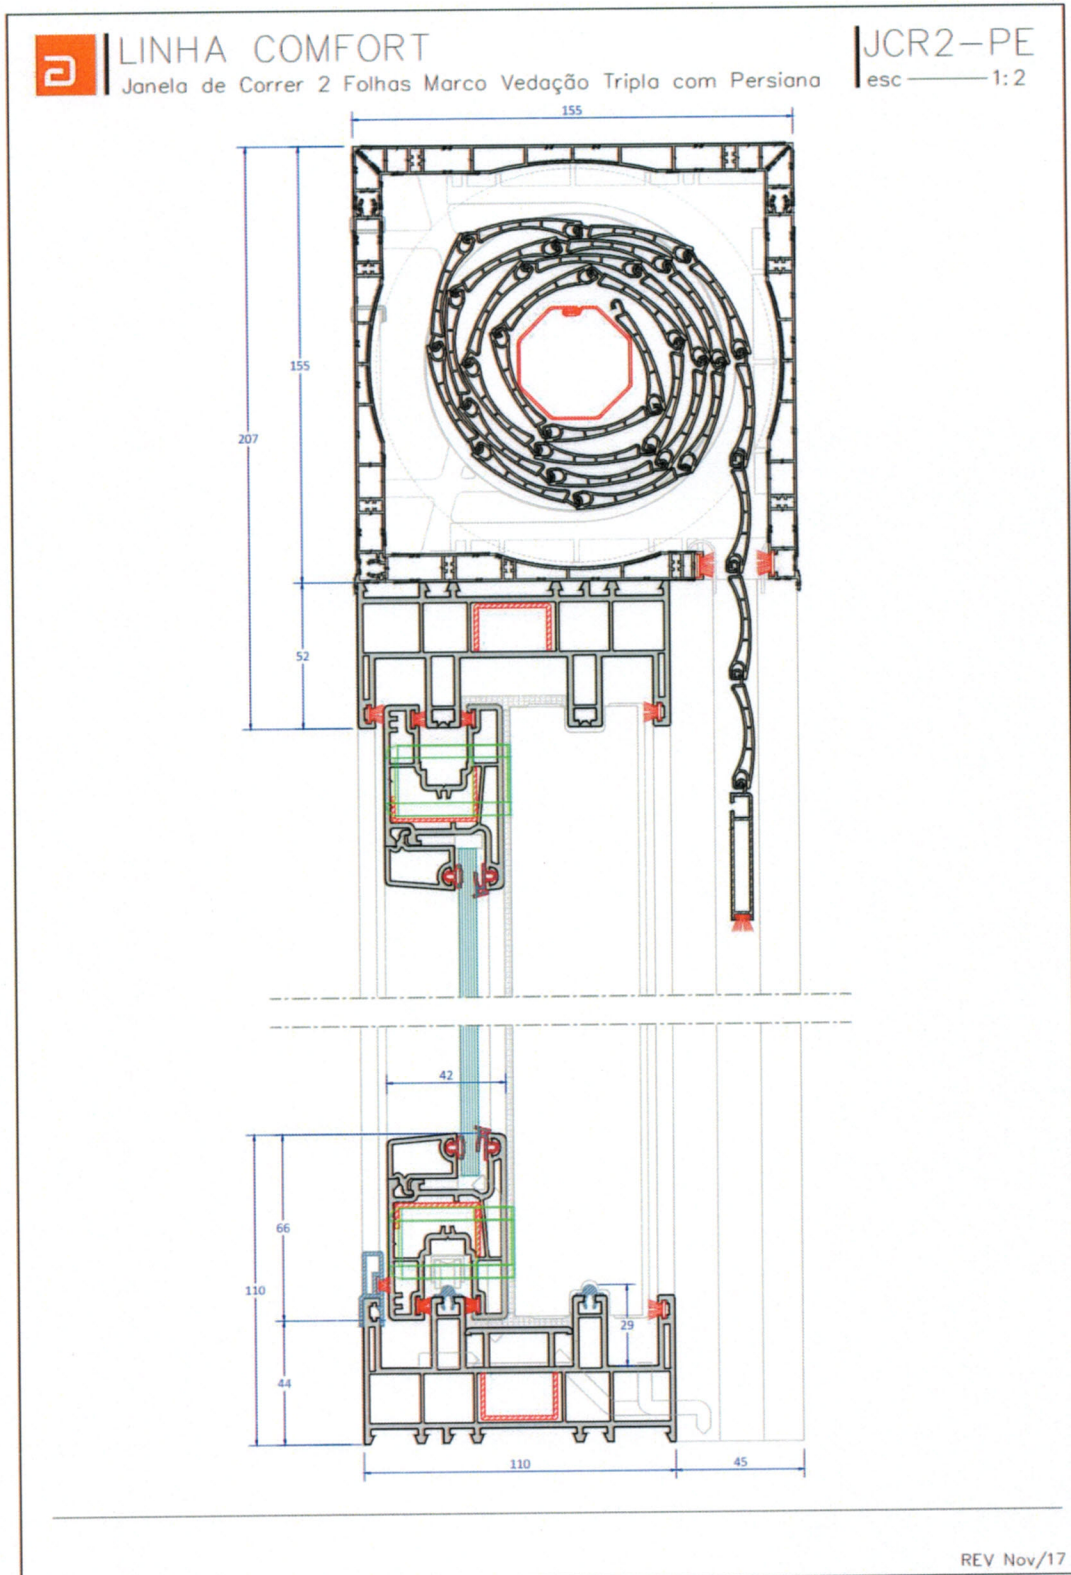 LINHA COMFORT
Janela de Correr 2 Folhas Marco Vedação Tripla com Persiana
JCR2-PE
esc 1:2
155
155
207
52
42
66
110
29
44
110
45
REV Nov/17